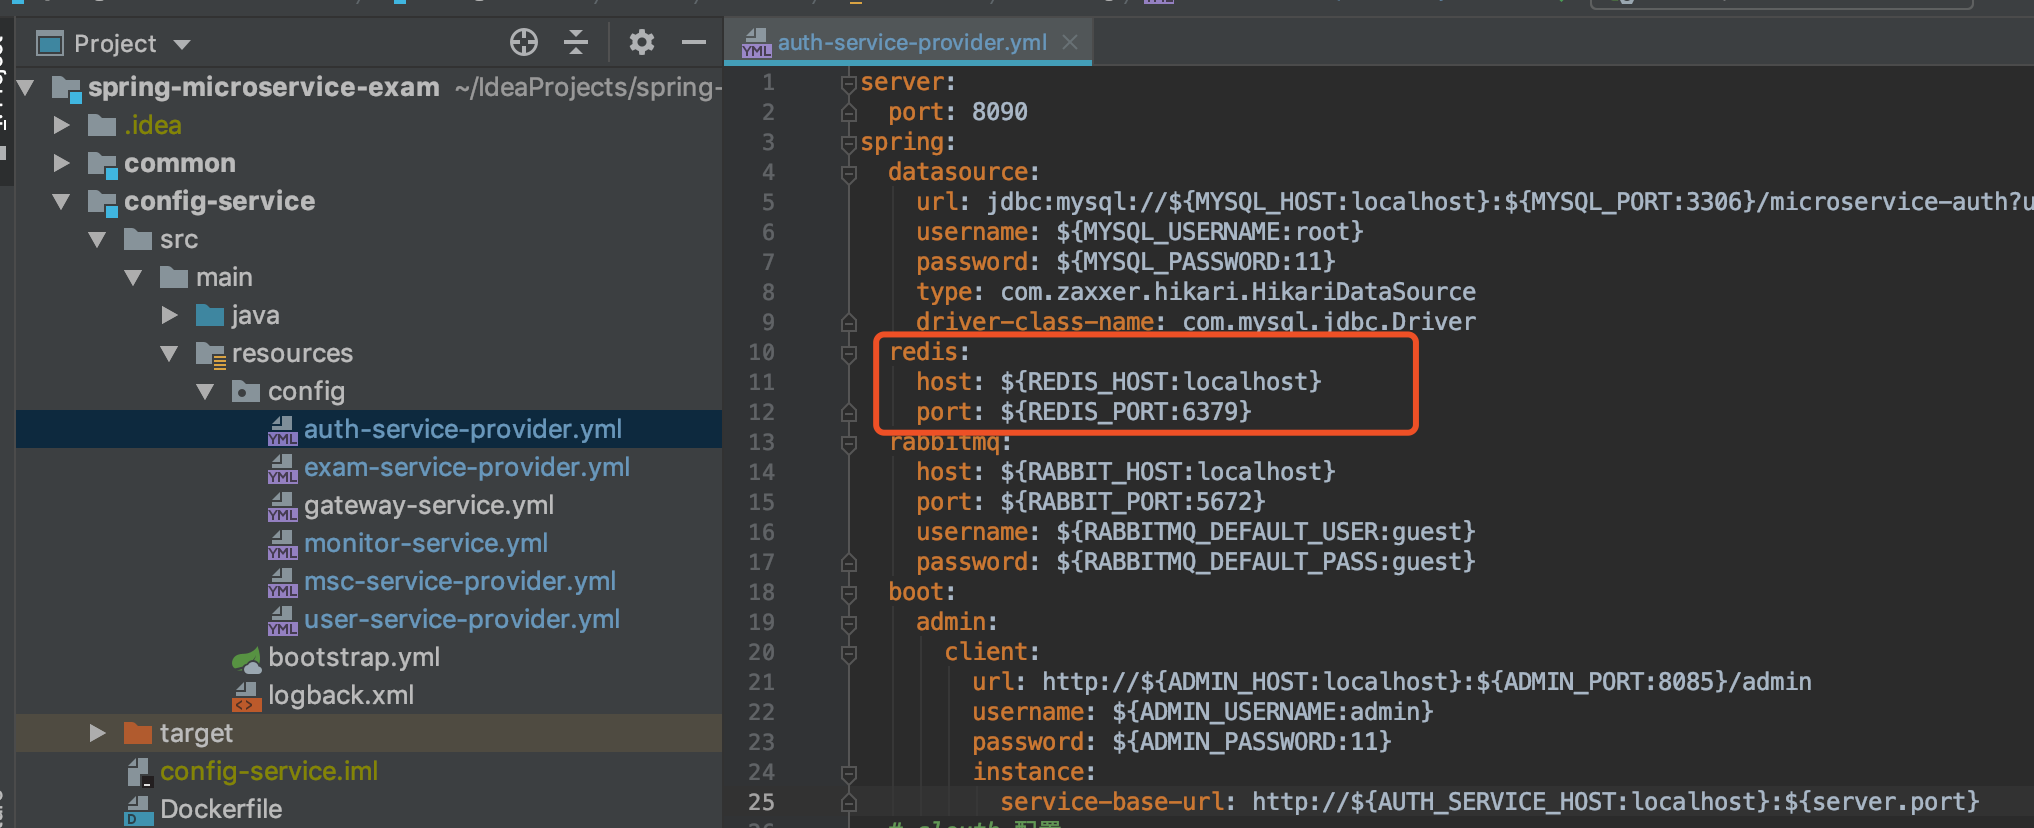 Project
spring-microservice-exam ~/IdeaProjects/spring-
.idea
common
config-service
src
main
java
resources
config
auth-service-provider.yml
exam-service-provider.yml
gateway-service.yml
monitor-service.yml
msc-service-provider.yml
user-service-provider.yml
bootstrap.yml
logback.xml
target
config-service.iml
Dockerfile
auth-service-provider.yml
1 server:
2 port: 8090
3 spring:
4 datasource:
5 url: jdbc:mysql://${MYSQL_HOST:localhost}:${MYSQL_PORT:3306}/microservice-auth?u
6 username: ${MYSQL_USERNAME:root}
7 password: ${MYSQL_PASSWORD:11}
8 type: com.zaxxer.hikari.HikariDataSource
9 driver-class-name: com.mysql.jdbc.Driver
10 redis:
11 host: ${REDIS_HOST:localhost}
12 port: ${REDIS_PORT:6379}
13 rabbitmq:
14 host: ${RABBIT_HOST:localhost}
15 port: ${RABBIT_PORT:5672}
16 username: ${RABBITMQ_DEFAULT_USER:guest}
17 password: ${RABBITMQ_DEFAULT_PASS:guest}
18 boot:
19 admin:
20 client:
21 url: http://${ADMIN_HOST:localhost}:${ADMIN_PORT:8085}/admin
22 username: ${ADMIN_USERNAME:admin}
23 password: ${ADMIN_PASSWORD:11}
24 instance:
25 service-base-url: http://${AUTH_SERVICE_HOST:localhost}:${server.port}